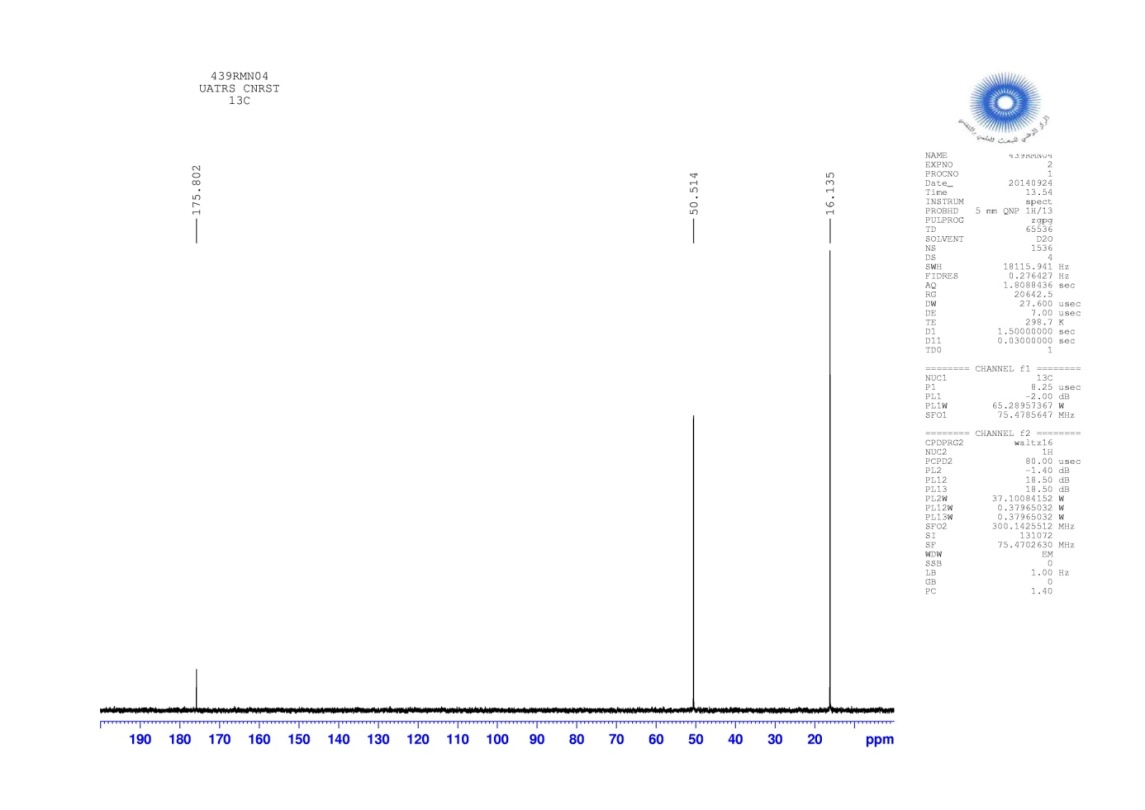 439RMN04
UATRS CNRST
13C
175.802
50.514
16.135
190 180 170 160 150 140 130 120 110 100 90 80 70 60 50 40 30 20 ppm
NAME 439RMN04
EXPNO 2
PROCNO 1
Date_ 20140924
Time 13.54
INSTRUM spect
PROBHD 5 mm QNP 1H/13
PULPROG zgpg
TD 65536
SOLVENT D2O
NS 1536
DS 4
SWH 18115.941 Hz
FIDRES 0.276427 Hz
AQ 1.8088436 sec
RG 20642.5
DW 27.600 usec
DE 7.00 usec
TE 298.7 K
D1 1.50000000 sec
D11 0.03000000 sec
TD0 1
======== CHANNEL f1 ========
NUC1 13C
P1 8.25 usec
PL1 -2.00 dB
PL1W 65.28957367 W
SFO1 75.4785647 MHz
======== CHANNEL f2 ========
CPDPRG2 waltz16
NUC2 1H
PCPD2 80.00 usec
PL2 -1.40 dB
PL12 18.50 dB
PL13 18.50 dB
PL2W 37.10084152 W
PL12W 0.37965032 W
PL13W 0.37965032 W
SFO2 300.1425512 MHz
SI 131072
SF 75.4702630 MHz
WDW EM
SSB 0
LB 1.00 Hz
GB 0
PC 1.40